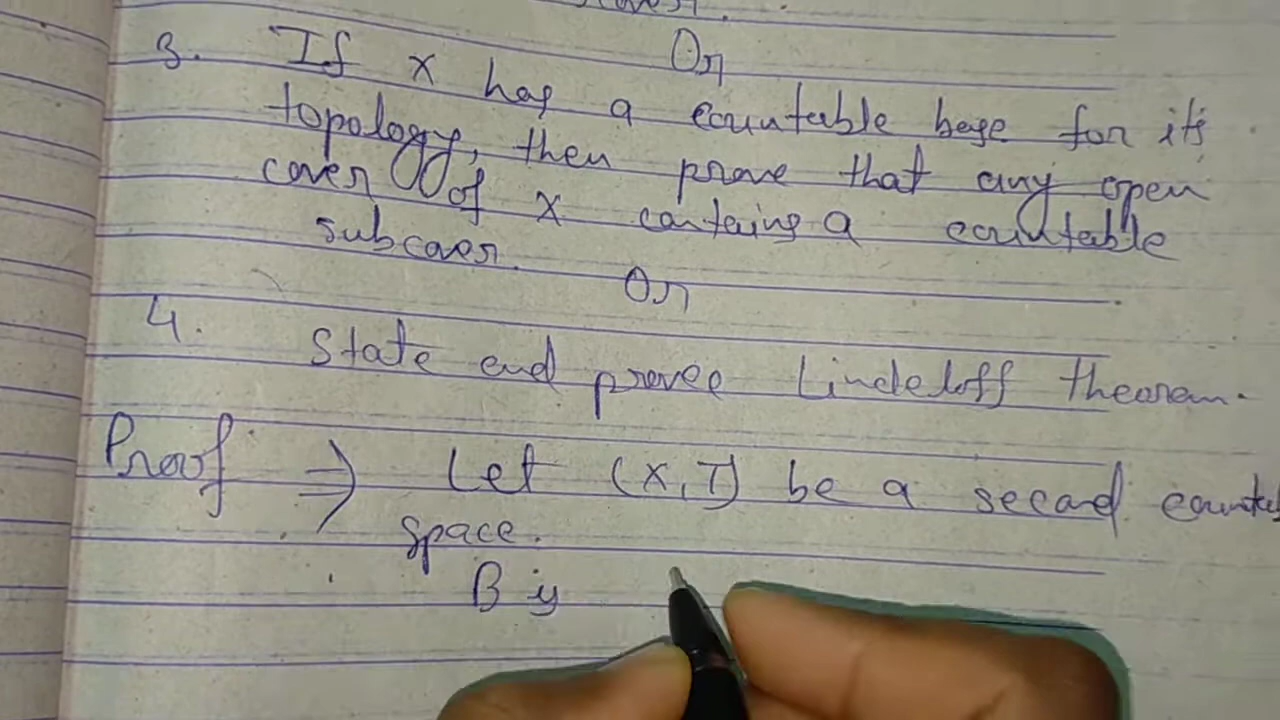 Or
3. If x has a countable base for its
topology, then prove that any open
cover of x contains a countable
subcover.
Or
4. State and prove Lindeloff theorem.
Proof ⇒ Let (X,T) be a second
space.
B is